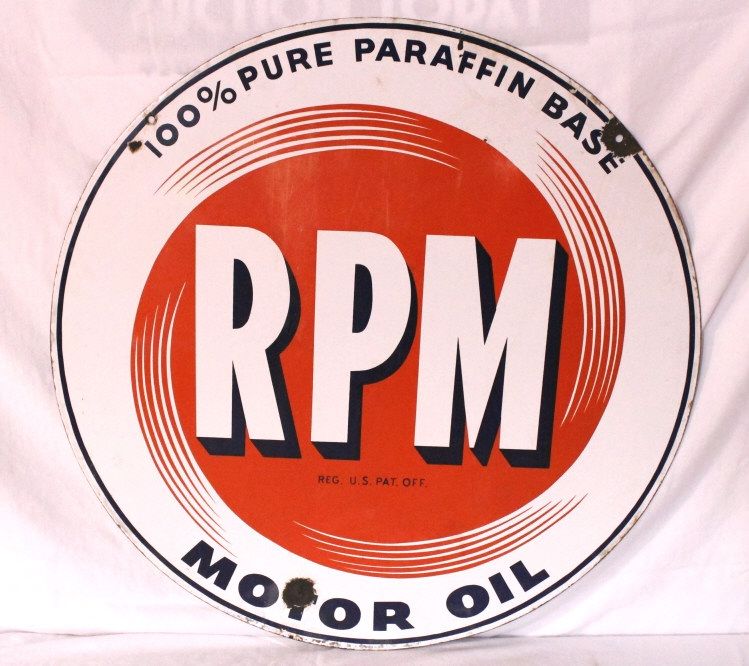 100% PURE PARAFFIN BASE
RPM
REG. U.S. PAT. OFF.
MOTOR OIL